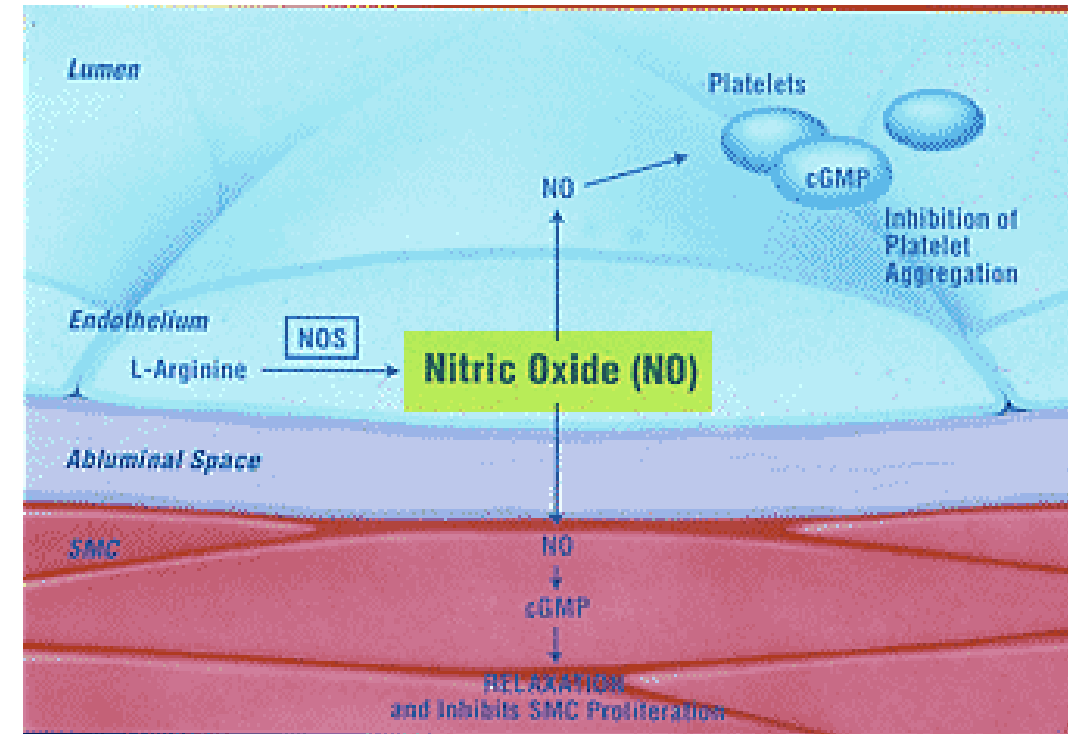 Lumen
Platelets
cGMP
NO
Inhibition of
Platelet
Aggregation
Endothelium
NOS
L-Arginine
Nitric Oxide (NO)
Abluminal Space
SMC
NO
cGMP
RELAXATION
and Inhibits SMC Proliteration